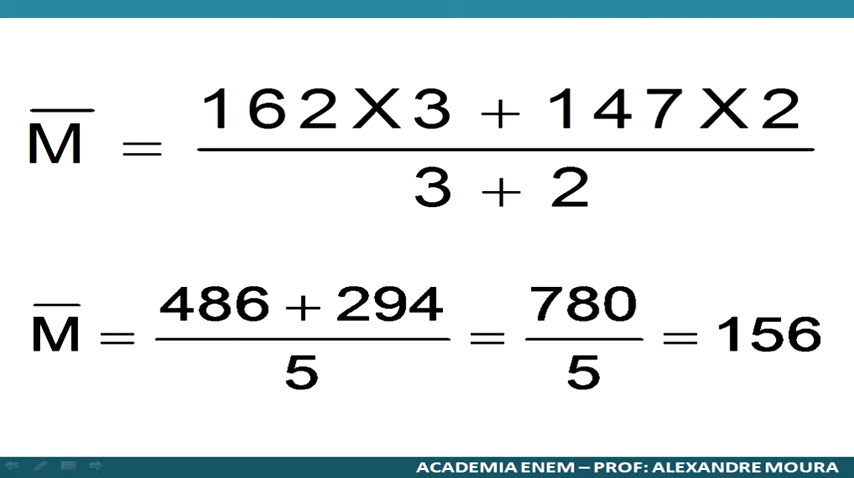 M = 162X3 + 147X2 / 3 + 2
M = 486 + 294 / 5 = 780 / 5 = 156
ACADEMIA ENEM – PROF: ALEXANDRE MOURA